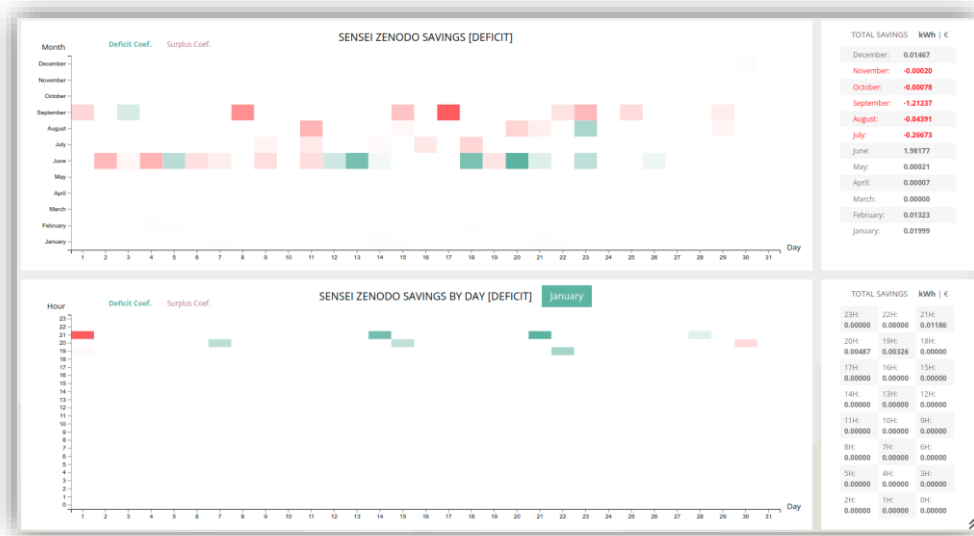 SENSEI ZENODO SAVINGS [DEFICIT]
Month
Deficit Coef. Surplus Coef.
December
November
October
September
August
July
June
May
April
March
February
January
1 2 3 4 5 6 7 8 9 10 11 12 13 14 15 16 17 18 19 20 21 22 23 24 25 26 27 28 29 30 31
Day
TOTAL SAVINGS kWh | €
December: 0.01467
November: -0.00020
October: -0.00078
September: -1.21237
August: -0.04391
July: -0.26673
June: 1.98177
May: 0.00021
April: 0.00007
March: 0.00000
February: 0.01323
January: 0.01999
SENSEI ZENODO SAVINGS BY DAY [DEFICIT] January
Hour
Deficit Coef. Surplus Coef.
23
22
21
20
19
18
17
16
15
14
13
12
11
10
9
8
7
6
5
4
3
2
1
0
1 2 3 4 5 6 7 8 9 10 11 12 13 14 15 16 17 18 19 20 21 22 23 24 25 26 27 28 29 30 31
Day
TOTAL SAVINGS kWh | €
23H: 22H: 21H:
0.00000 0.00000 0.01186
20H: 19H: 18H:
0.00487 0.00326 0.00000
17H: 16H: 15H:
0.00000 0.00000 0.00000
14H: 13H: 12H:
0.00000 0.00000 0.00000
11H: 10H: 9H:
0.00000 0.00000 0.00000
8H: 7H: 6H:
0.00000 0.00000 0.00000
5H: 4H: 3H:
0.00000 0.00000 0.00000
2H: 1H: 0H:
0.00000 0.00000 0.00000